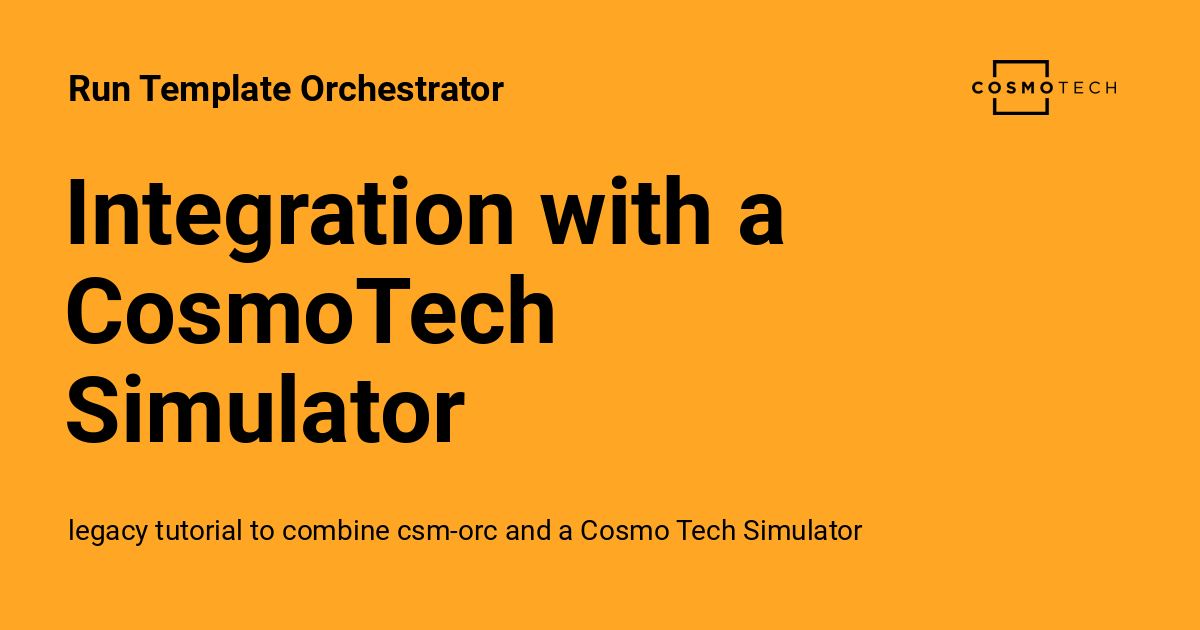 Run Template Orchestrator
COSMOTECH
Integration with a
CosmoTech
Simulator
legacy tutorial to combine csm-orc and a Cosmo Tech Simulator